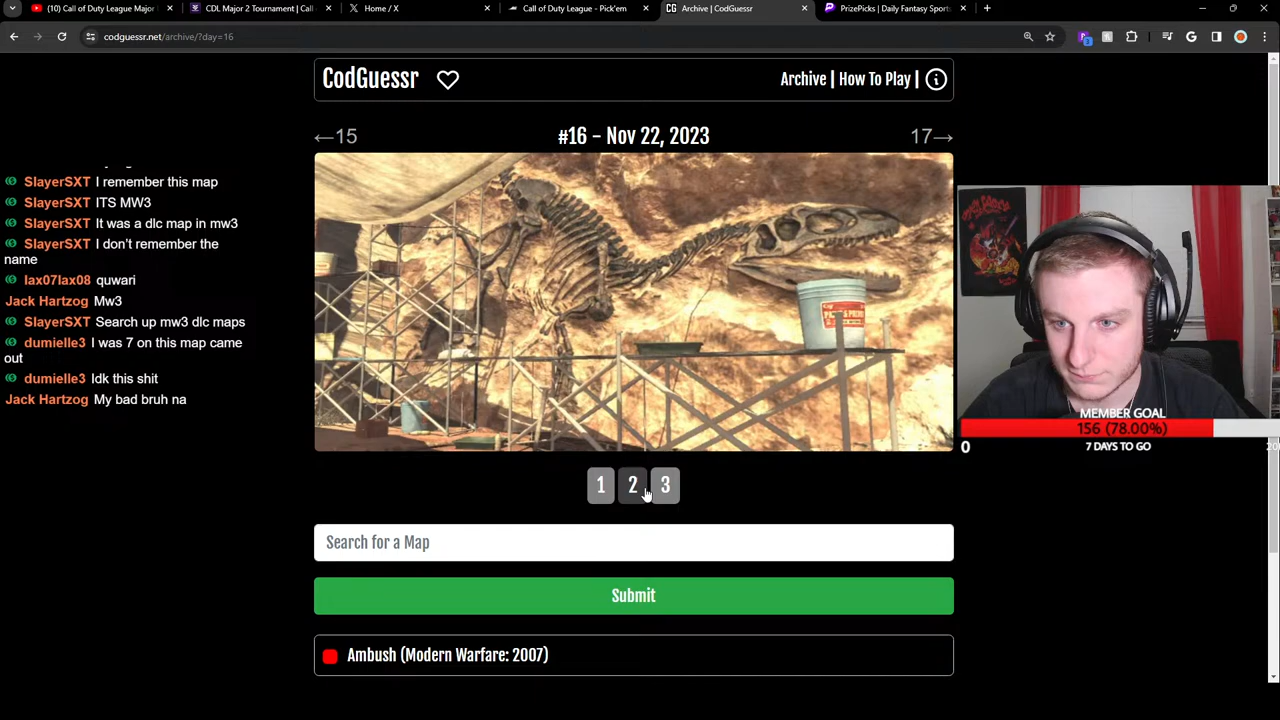 (10) Call of Duty League Major
CDL Major 2 Tournament | Call
Home / X
Call of Duty League - Pick'em
CG Archive | CodGuessr
PrizePicks | Daily Fantasy Sport
codguessr.net/archive/?day=16
CodGuessr
Archive | How To Play |
←15
#16 - Nov 22, 2023
17→
SlayerSXT I remember this map
SlayerSXT ITS MW3
SlayerSXT It was a dlc map in mw3
SlayerSXT I don't remember the
name
lax07lax08 quwari
Jack Hartzog Mw3
SlayerSXT Search up mw3 dlc maps
dumielle3 I was 7 on this map came
out
dumielle3 Idk this shit
Jack Hartzog My bad bruh na
MEMBER GOAL
156 (78.00%)
0
7 DAYS TO GO
1 2 3
Search for a Map
Submit
Ambush (Modern Warfare: 2007)